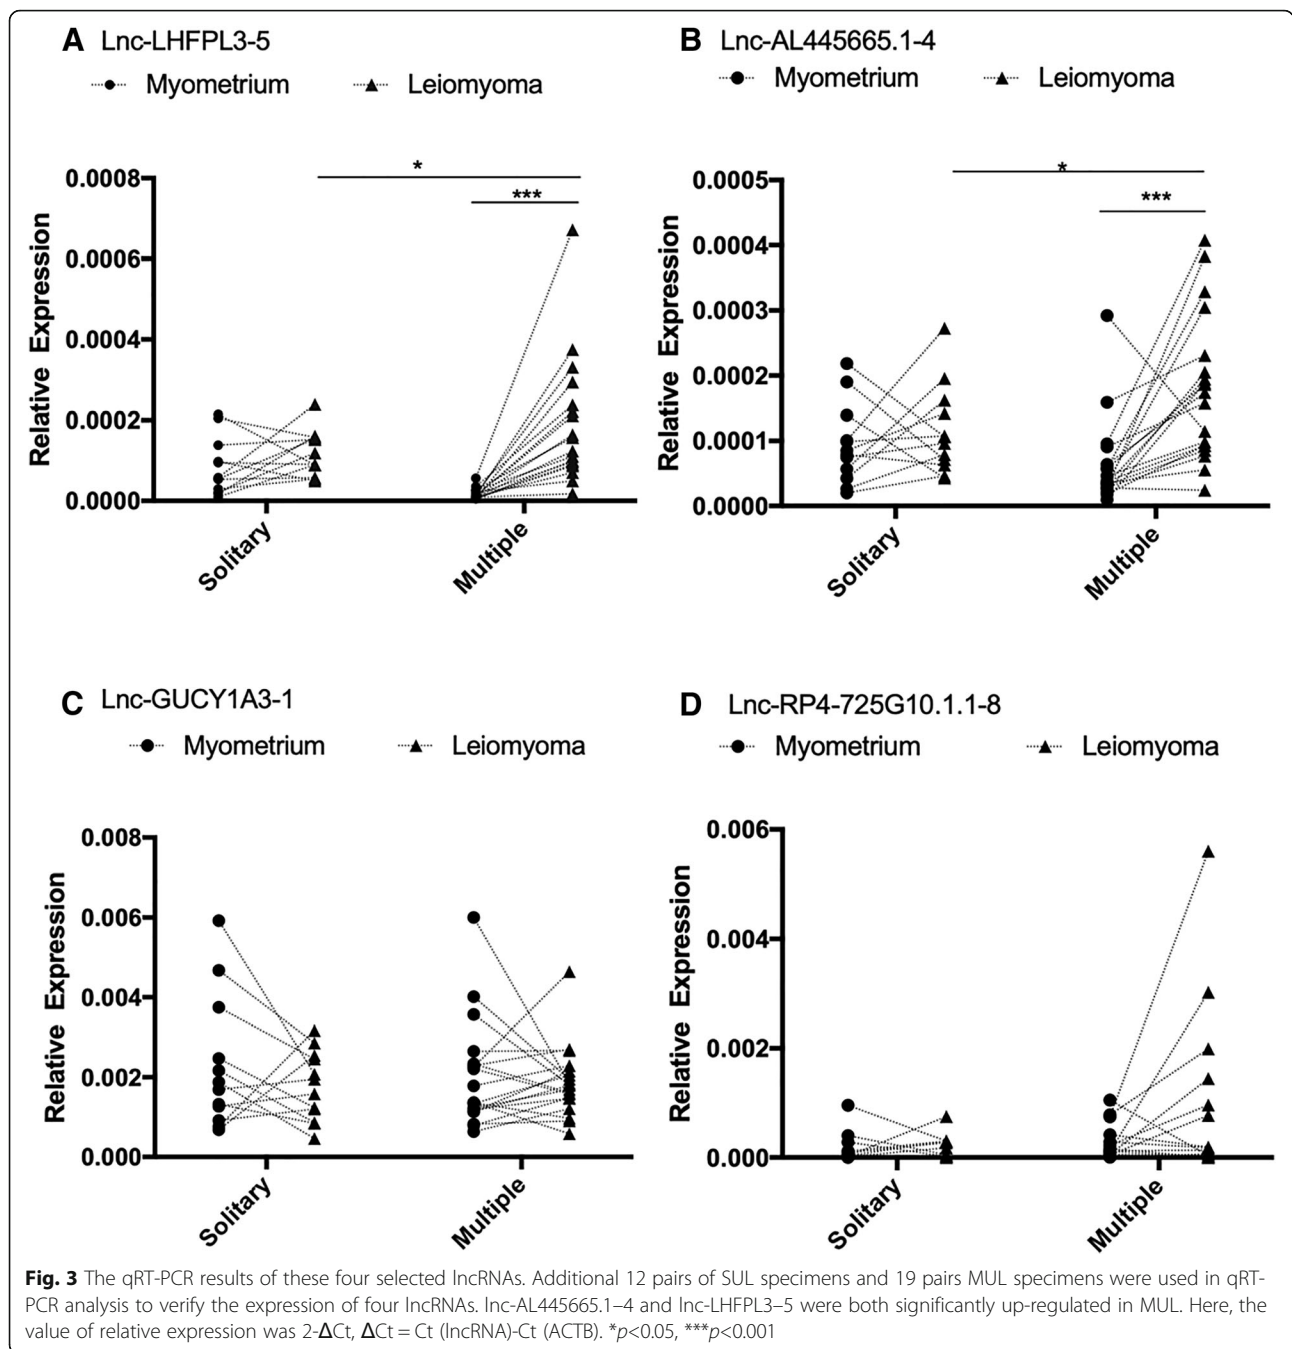 A Lnc-LHFPL3-5
Myometrium Leiomyoma
*
***
Relative Expression
0.0008
0.0006
0.0004
0.0002
0.0000
Solitary
Multiple
B Lnc-AL445665.1-4
Myometrium Leiomyoma
*
***
Relative Expression
0.0005
0.0004
0.0003
0.0002
0.0001
0.0000
Solitary
Multiple
C Lnc-GUCY1A3-1
Myometrium Leiomyoma
Relative Expression
0.008
0.006
0.004
0.002
0.000
Solitary
Multiple
D Lnc-RP4-725G10.1.1-8
Myometrium Leiomyoma
Relative Expression
0.006
0.004
0.002
0.000
Solitary
Multiple
Fig. 3 The qRT-PCR results of these four selected lncRNAs. Additional 12 pairs of SUL specimens and 19 pairs MUL specimens were used in qRT-
PCR analysis to verify the expression of four lncRNAs. lnc-AL445665.1–4 and lnc-LHFPL3–5 were both significantly up-regulated in MUL. Here, the
value of relative expression was 2-ΔCt, ΔCt = Ct (lncRNA)-Ct (ACTB). *p<0.05, ***p<0.001